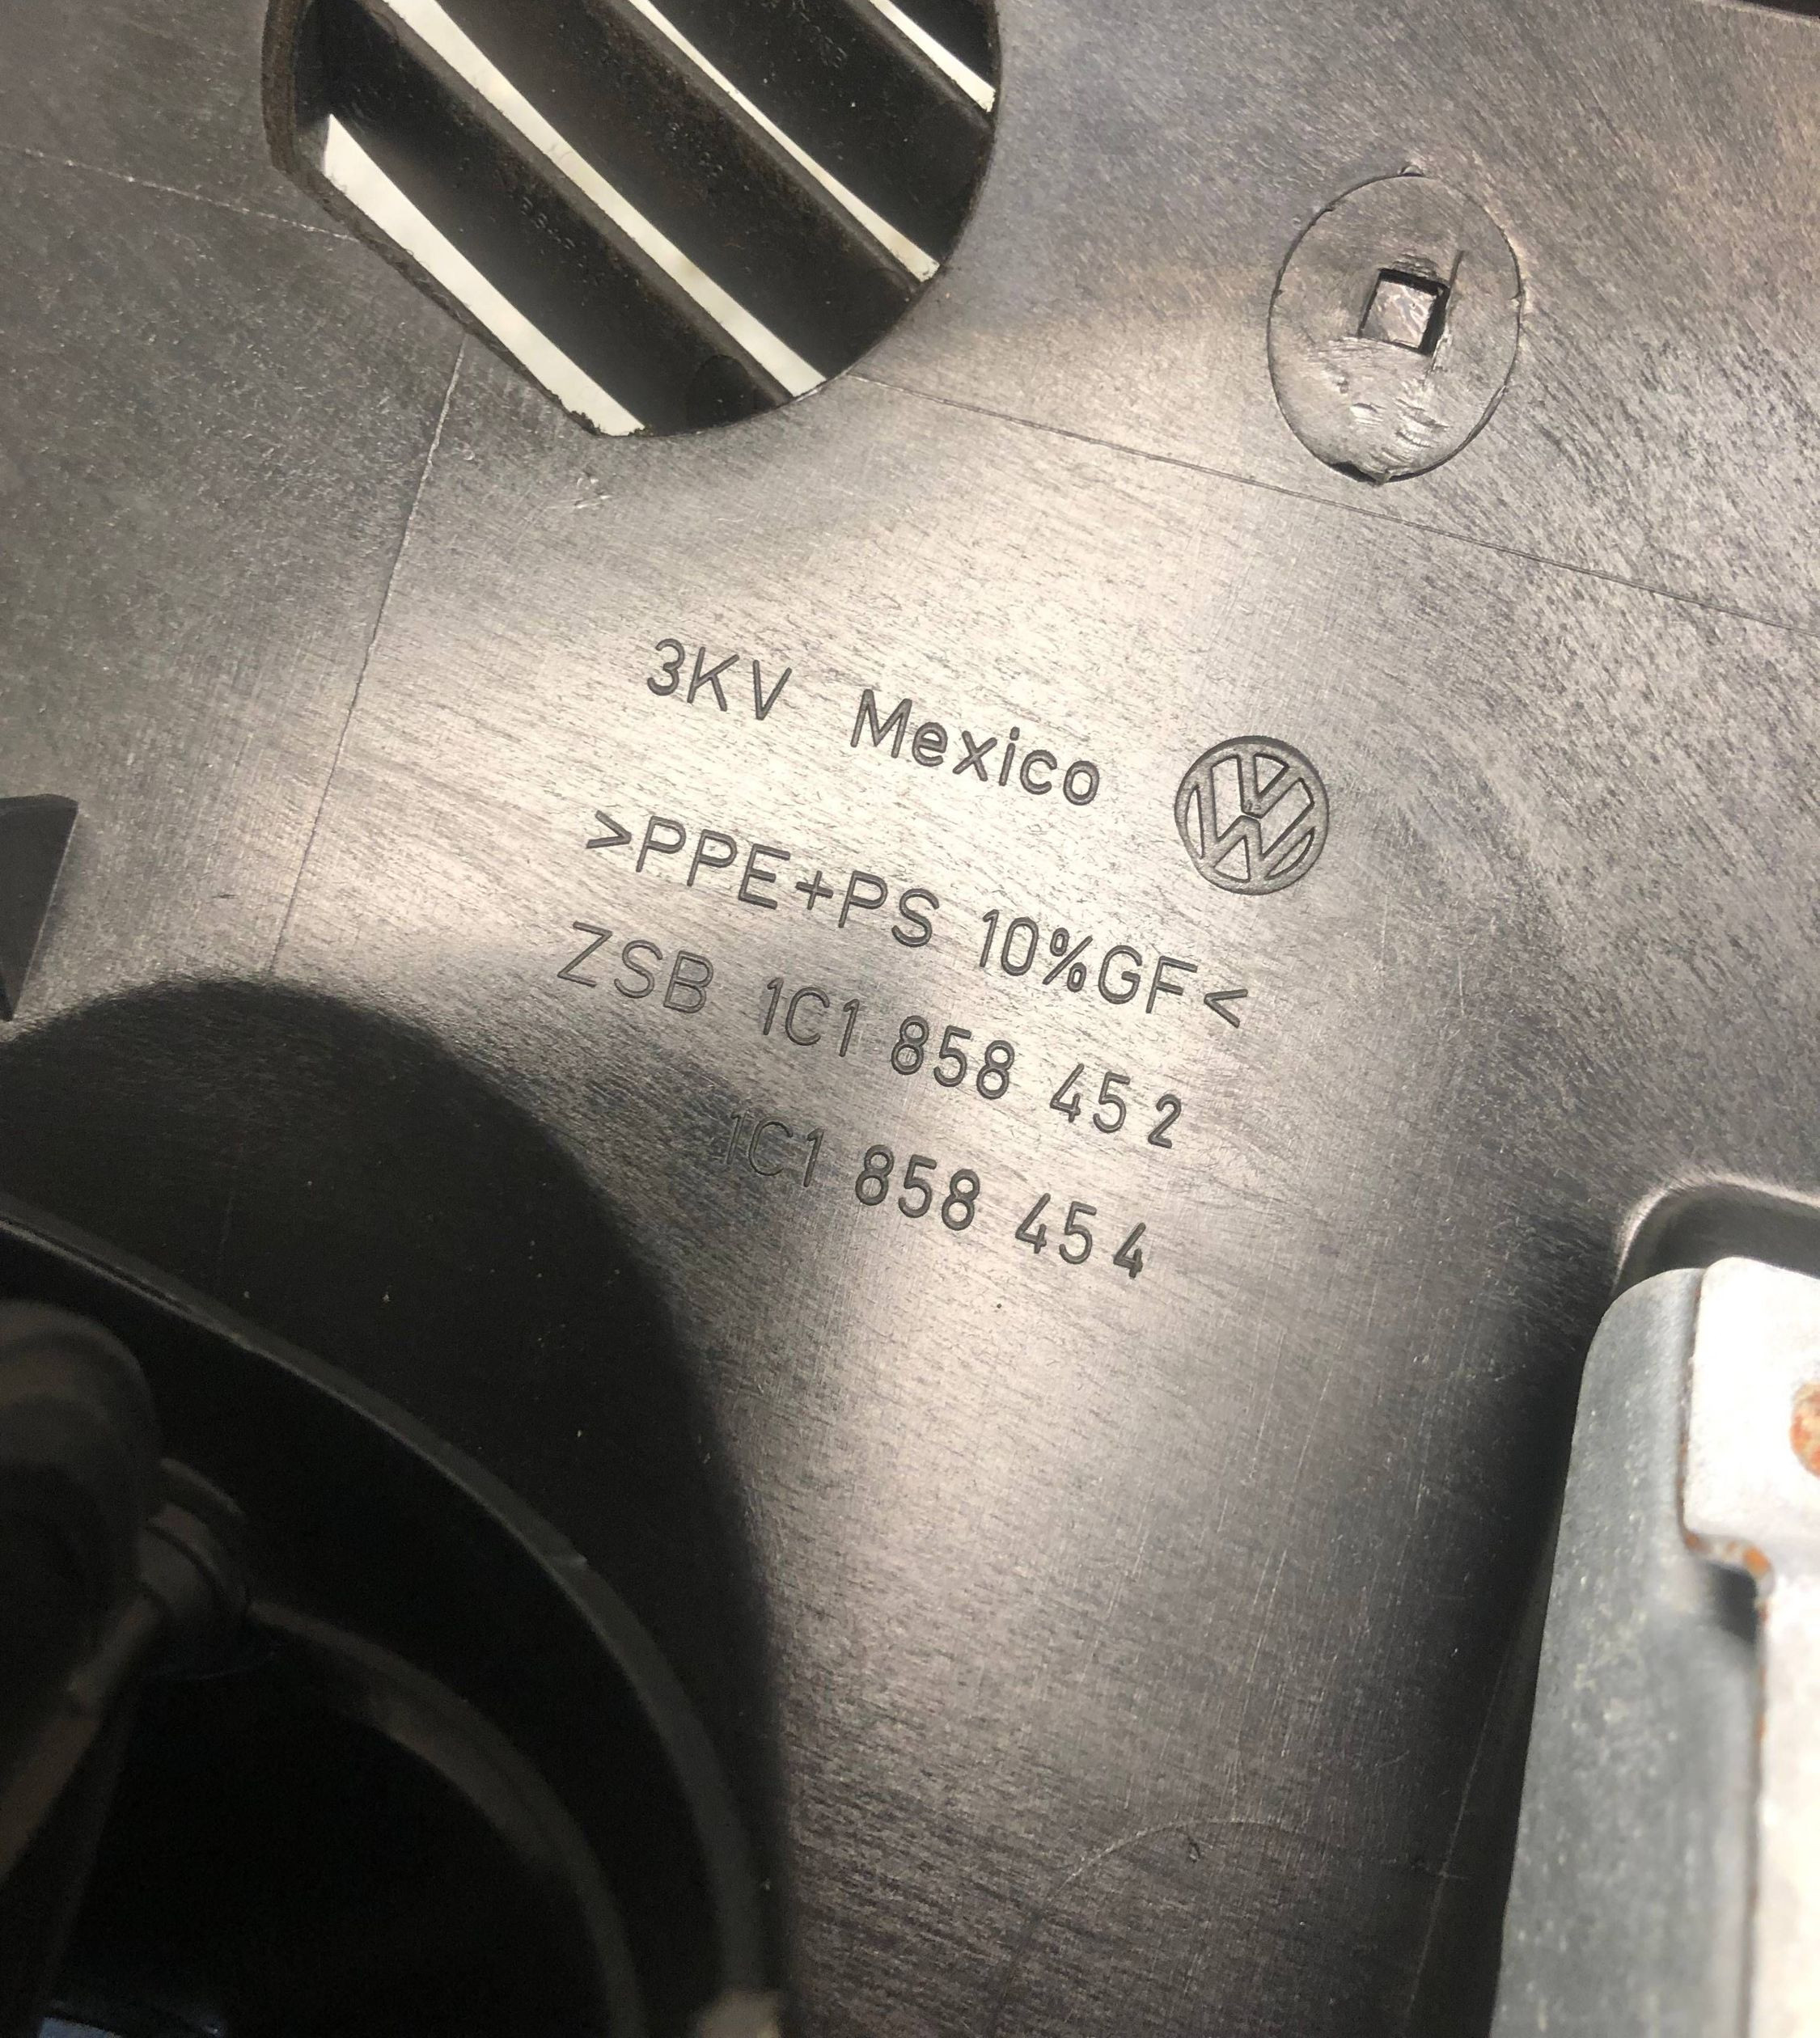 3KV Mexico
>PPE+PS 10%GF<
ZSB 1C1 858 452
1C1 858 454